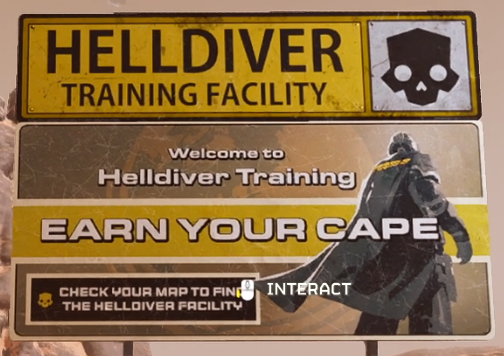 HELLDIVER
TRAINING FACILITY
Welcome to
Helldiver Training
EARN YOUR CAPE
CHECK YOUR MAP TO FIND
THE HELLDIVER FACILITY
INTERACT